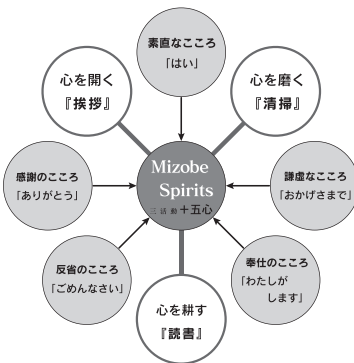 素直なこころ
「はい」
心を開く
『挨拶』
心を磨く
『清掃』
Mizobe
Spirits
三活動＋五心
感謝のこころ
「ありがとう」
謙虚なこころ
「おかげさまで」
反省のこころ
「ごめんなさい」
奉仕のこころ
「わたしが
します」
心を耕す
『読書』